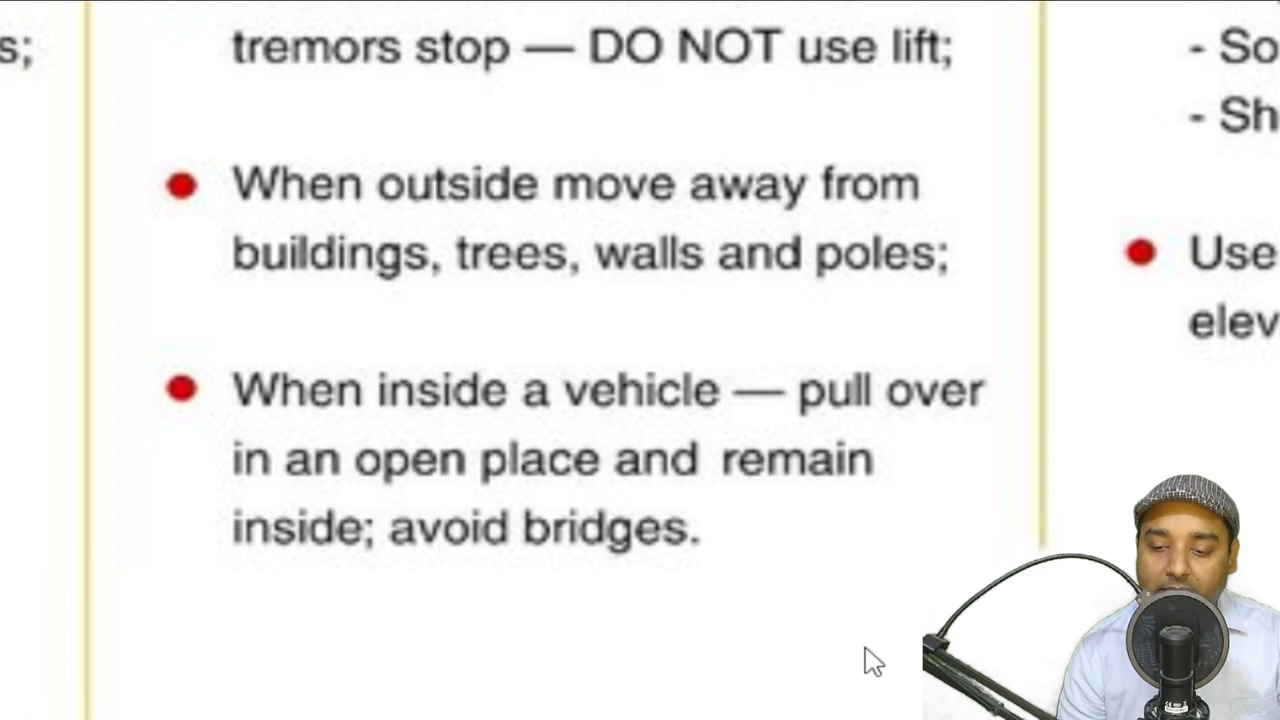 s;
tremors stop — DO NOT use lift;
When outside move away from
buildings, trees, walls and poles;
When inside a vehicle — pull over
in an open place and remain
inside; avoid bridges.
- So
- Sh
Use
elev